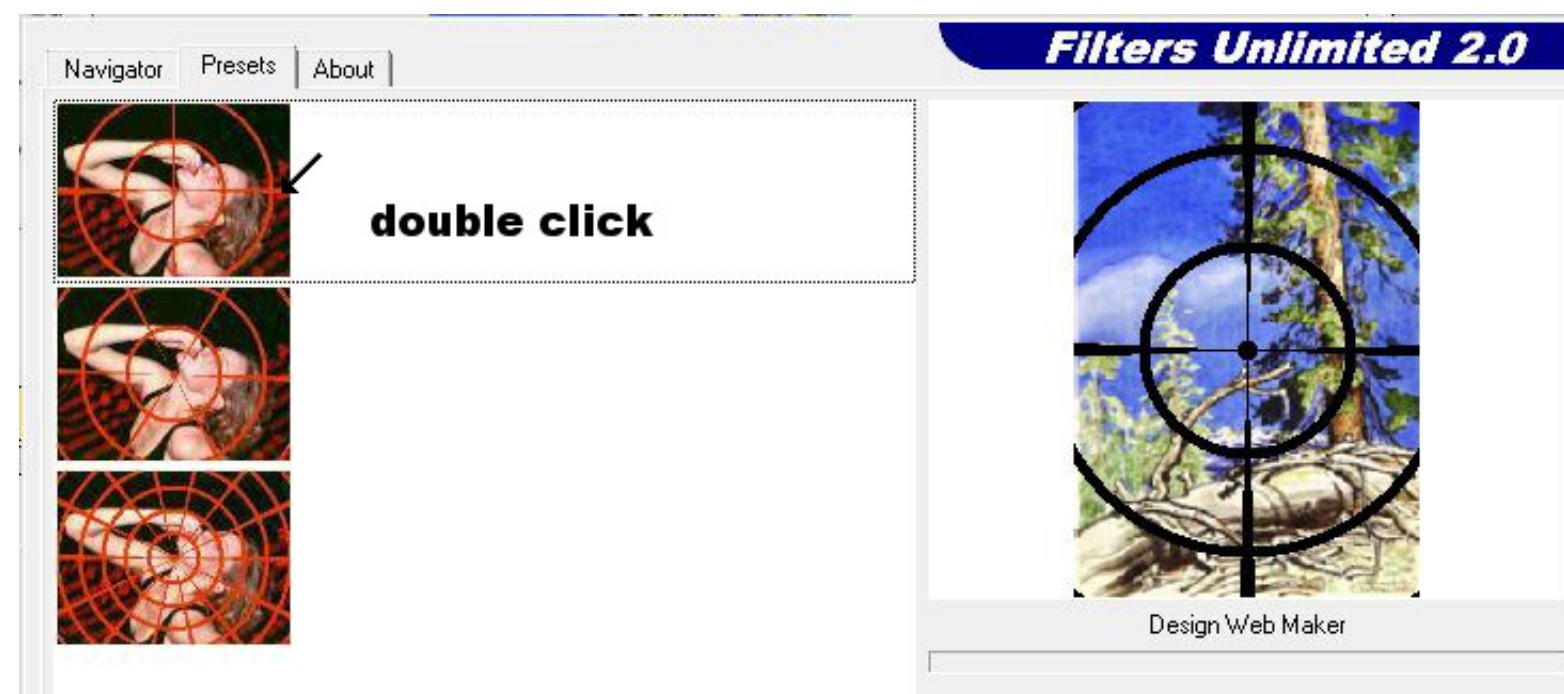 Filters Unlimited 2.0
Navigator Presets About
double click
Design Web Maker